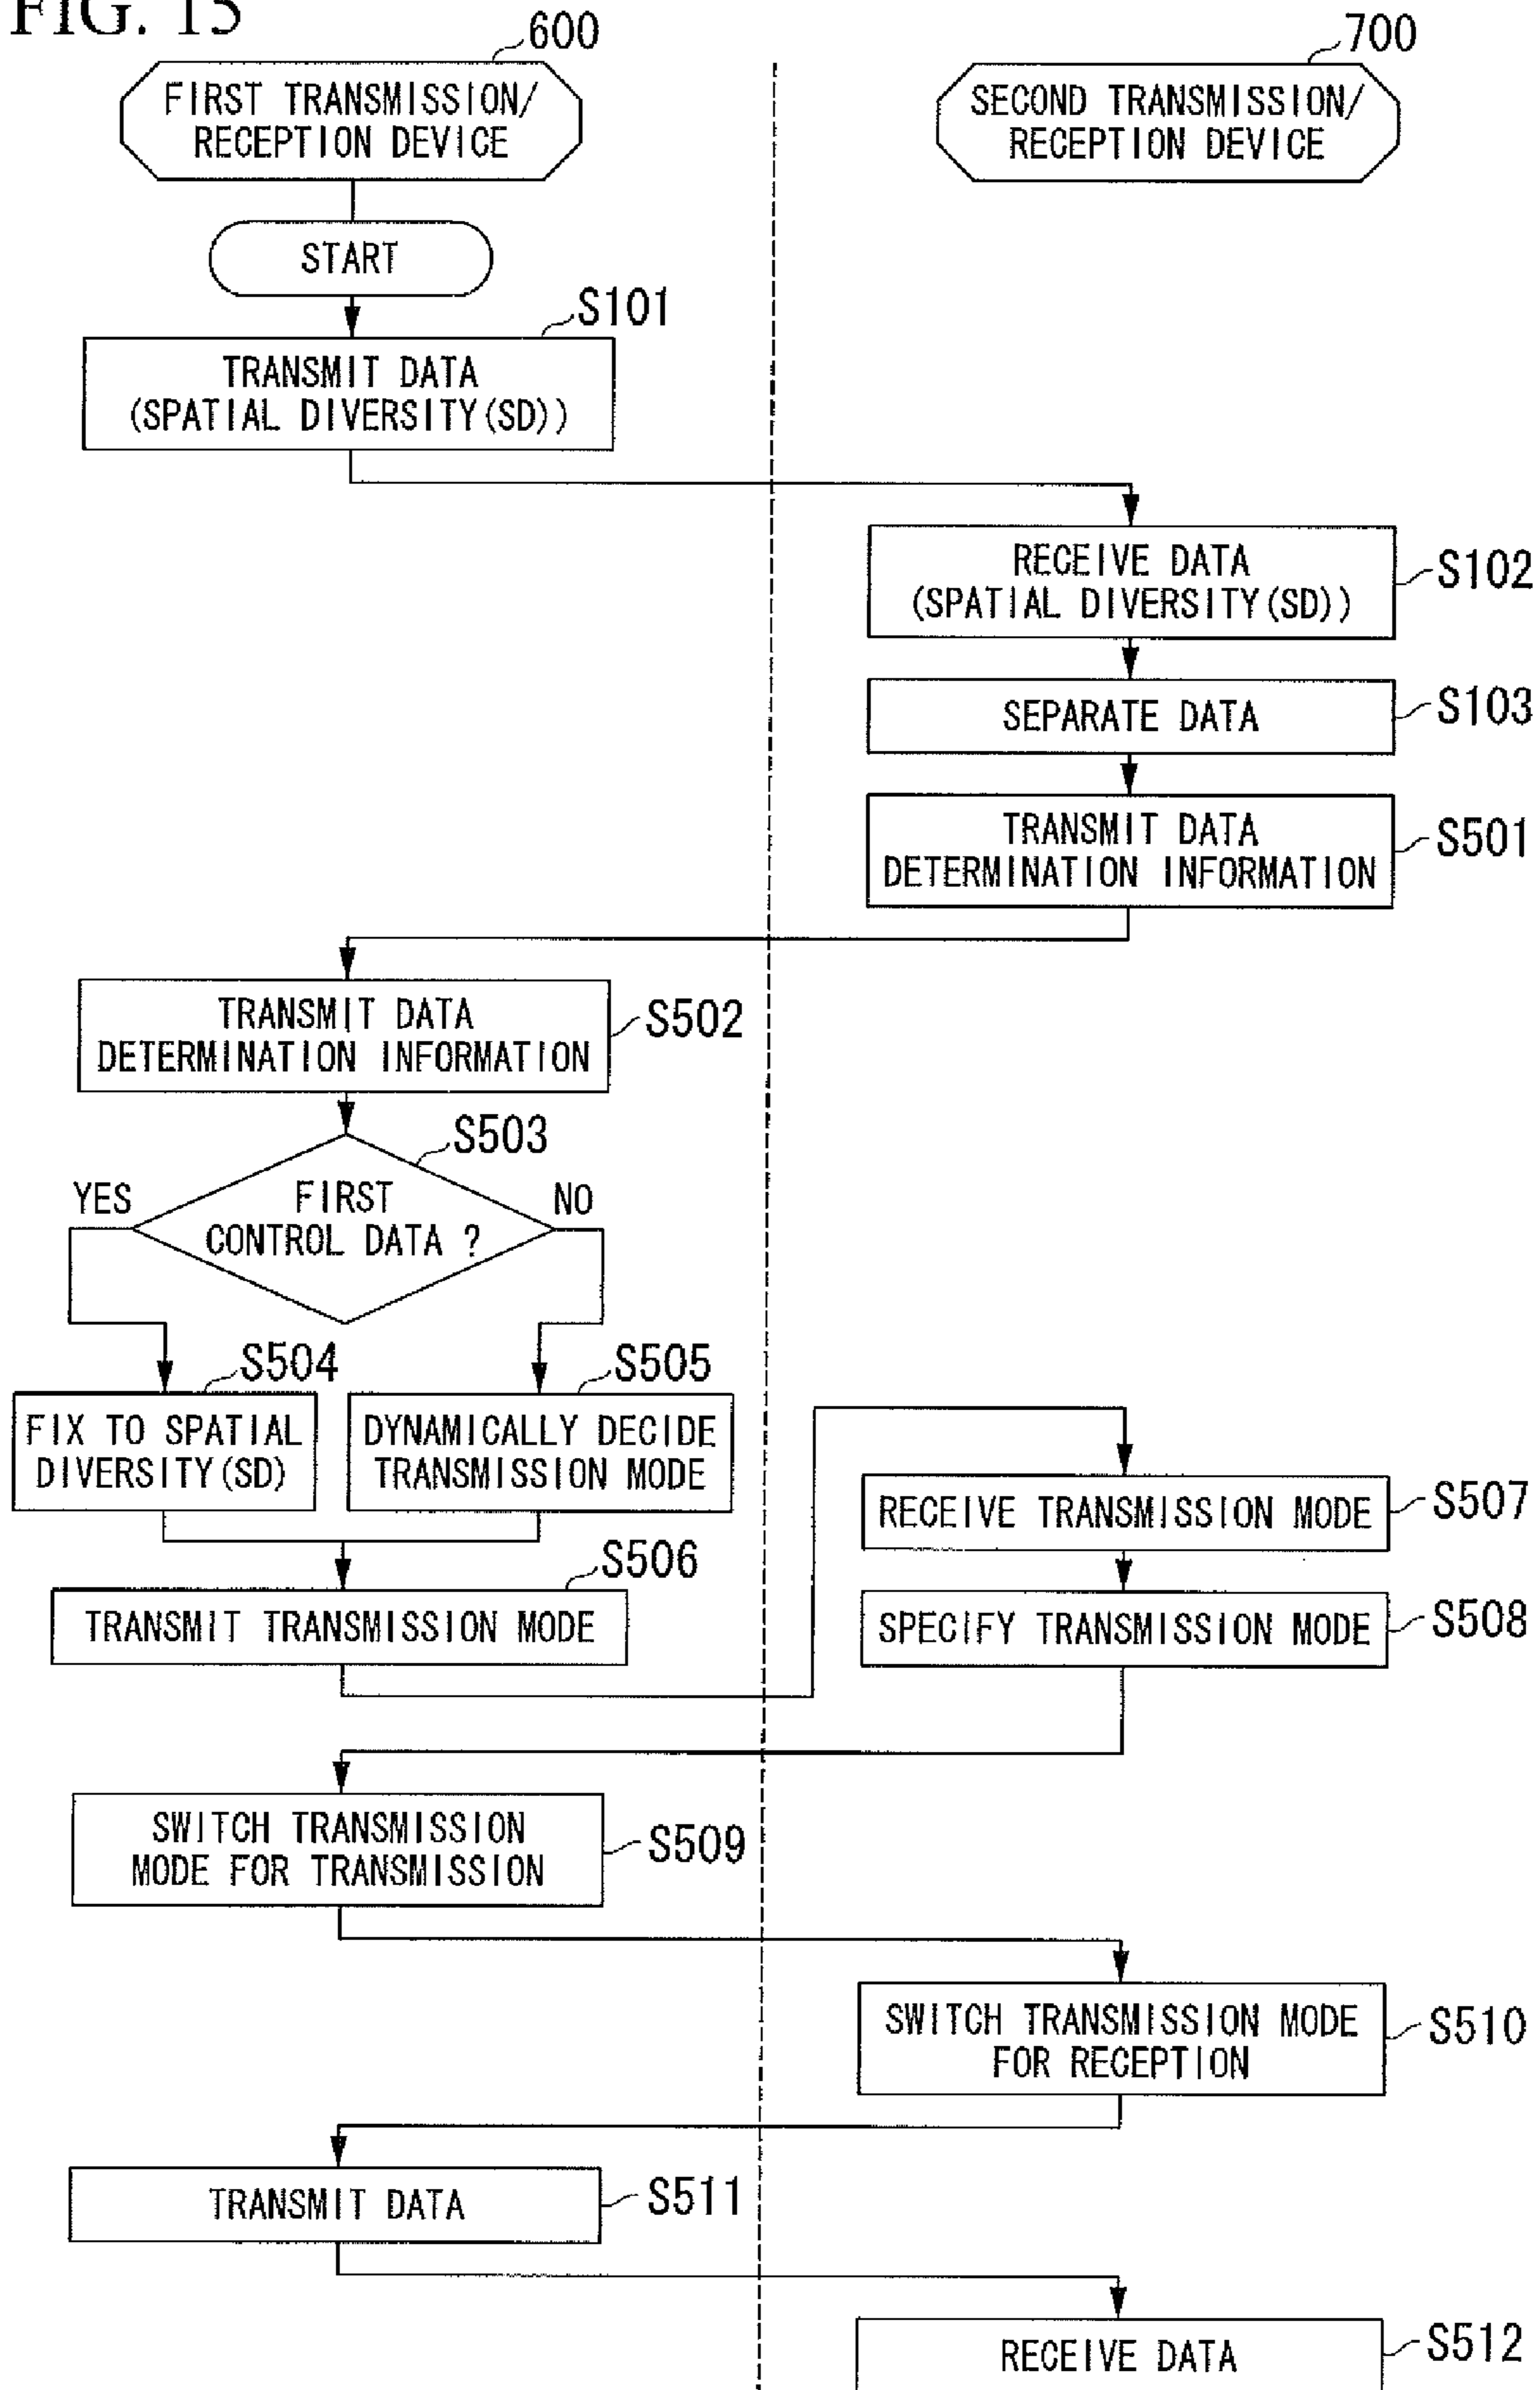 FIG. 15
600
FIRST TRANSMISSION/
RECEPTION DEVICE
700
SECOND TRANSMISSION/
RECEPTION DEVICE
START
S101
TRANSMIT DATA
(SPATIAL DIVERSITY(SD))
RECEIVE DATA
(SPATIAL DIVERSITY(SD))
S102
SEPARATE DATA
S103
TRANSMIT DATA
DETERMINATION INFORMATION
S501
TRANSMIT DATA
DETERMINATION INFORMATION
S502
S503
YES
FIRST
CONTROL DATA ?
NO
S504
FIX TO SPATIAL
DIVERSITY(SD)
S505
DYNAMICALLY DECIDE
TRANSMISSION MODE
S506
TRANSMIT TRANSMISSION MODE
RECEIVE TRANSMISSION MODE
S507
SPECIFY TRANSMISSION MODE
S508
SWITCH TRANSMISSION
MODE FOR TRANSMISSION
S509
SWITCH TRANSMISSION MODE
FOR RECEPTION
S510
TRANSMIT DATA
S511
RECEIVE DATA
S512